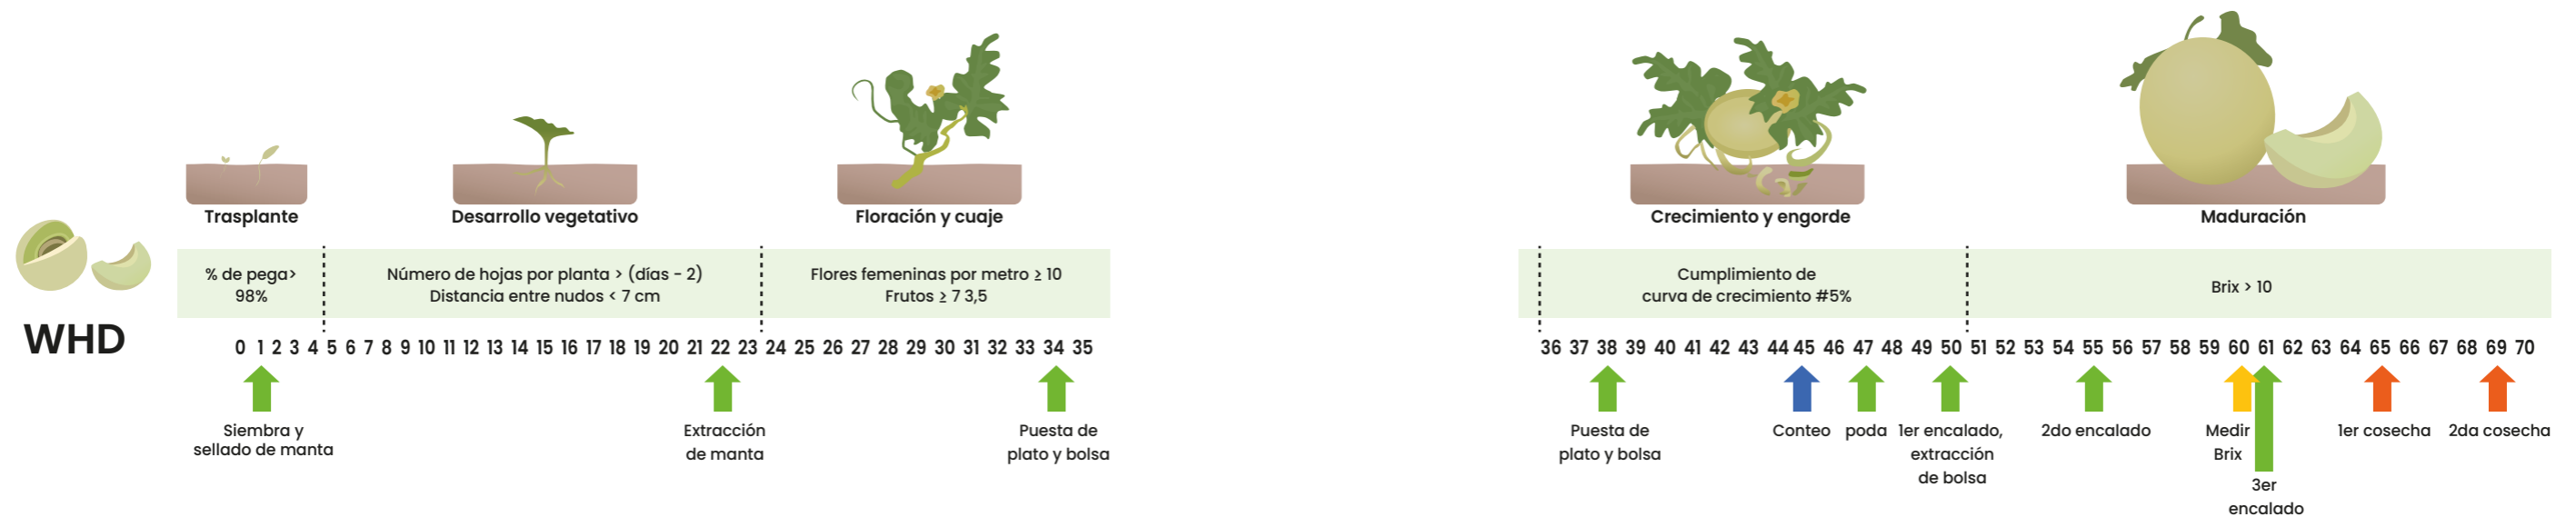 Trasplante
Desarrollo vegetativo
Floración y cuaje
Crecimiento y engorde
Maduración
% de pega>
98%
Número de hojas por planta > (días - 2)
Distancia entre nudos < 7 cm
Flores femeninas por metro ≥ 10
Frutos ≥ 7 3,5
Cumplimiento de
curva de crecimiento #5%
Brix > 10
WHD
0 1 2 3 4 5 6 7 8 9 10 11 12 13 14 15 16 17 18 19 20 21 22 23 24 25 26 27 28 29 30 31 32 33 34 35
36 37 38 39 40 41 42 43 44 45 46 47 48 49 50 51 52 53 54 55 56 57 58 59 60 61 62 63 64 65 66 67 68 69 70
Siembra y
sellado de manta
Extracción
de manta
Puesta de
plato y bolsa
Puesta de
plato y bolsa
Conteo
poda
1er encalado,
extracción
de bolsa
2do encalado
Medir
Brix
3er
encalado
1er cosecha
2da cosecha